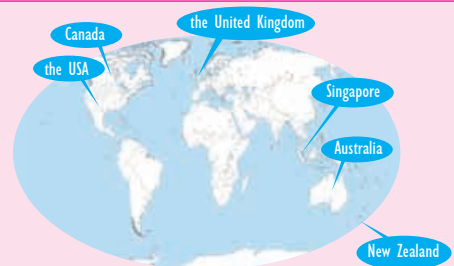 the United Kingdom
Canada
the USA
Singapore
Australia
New Zealand